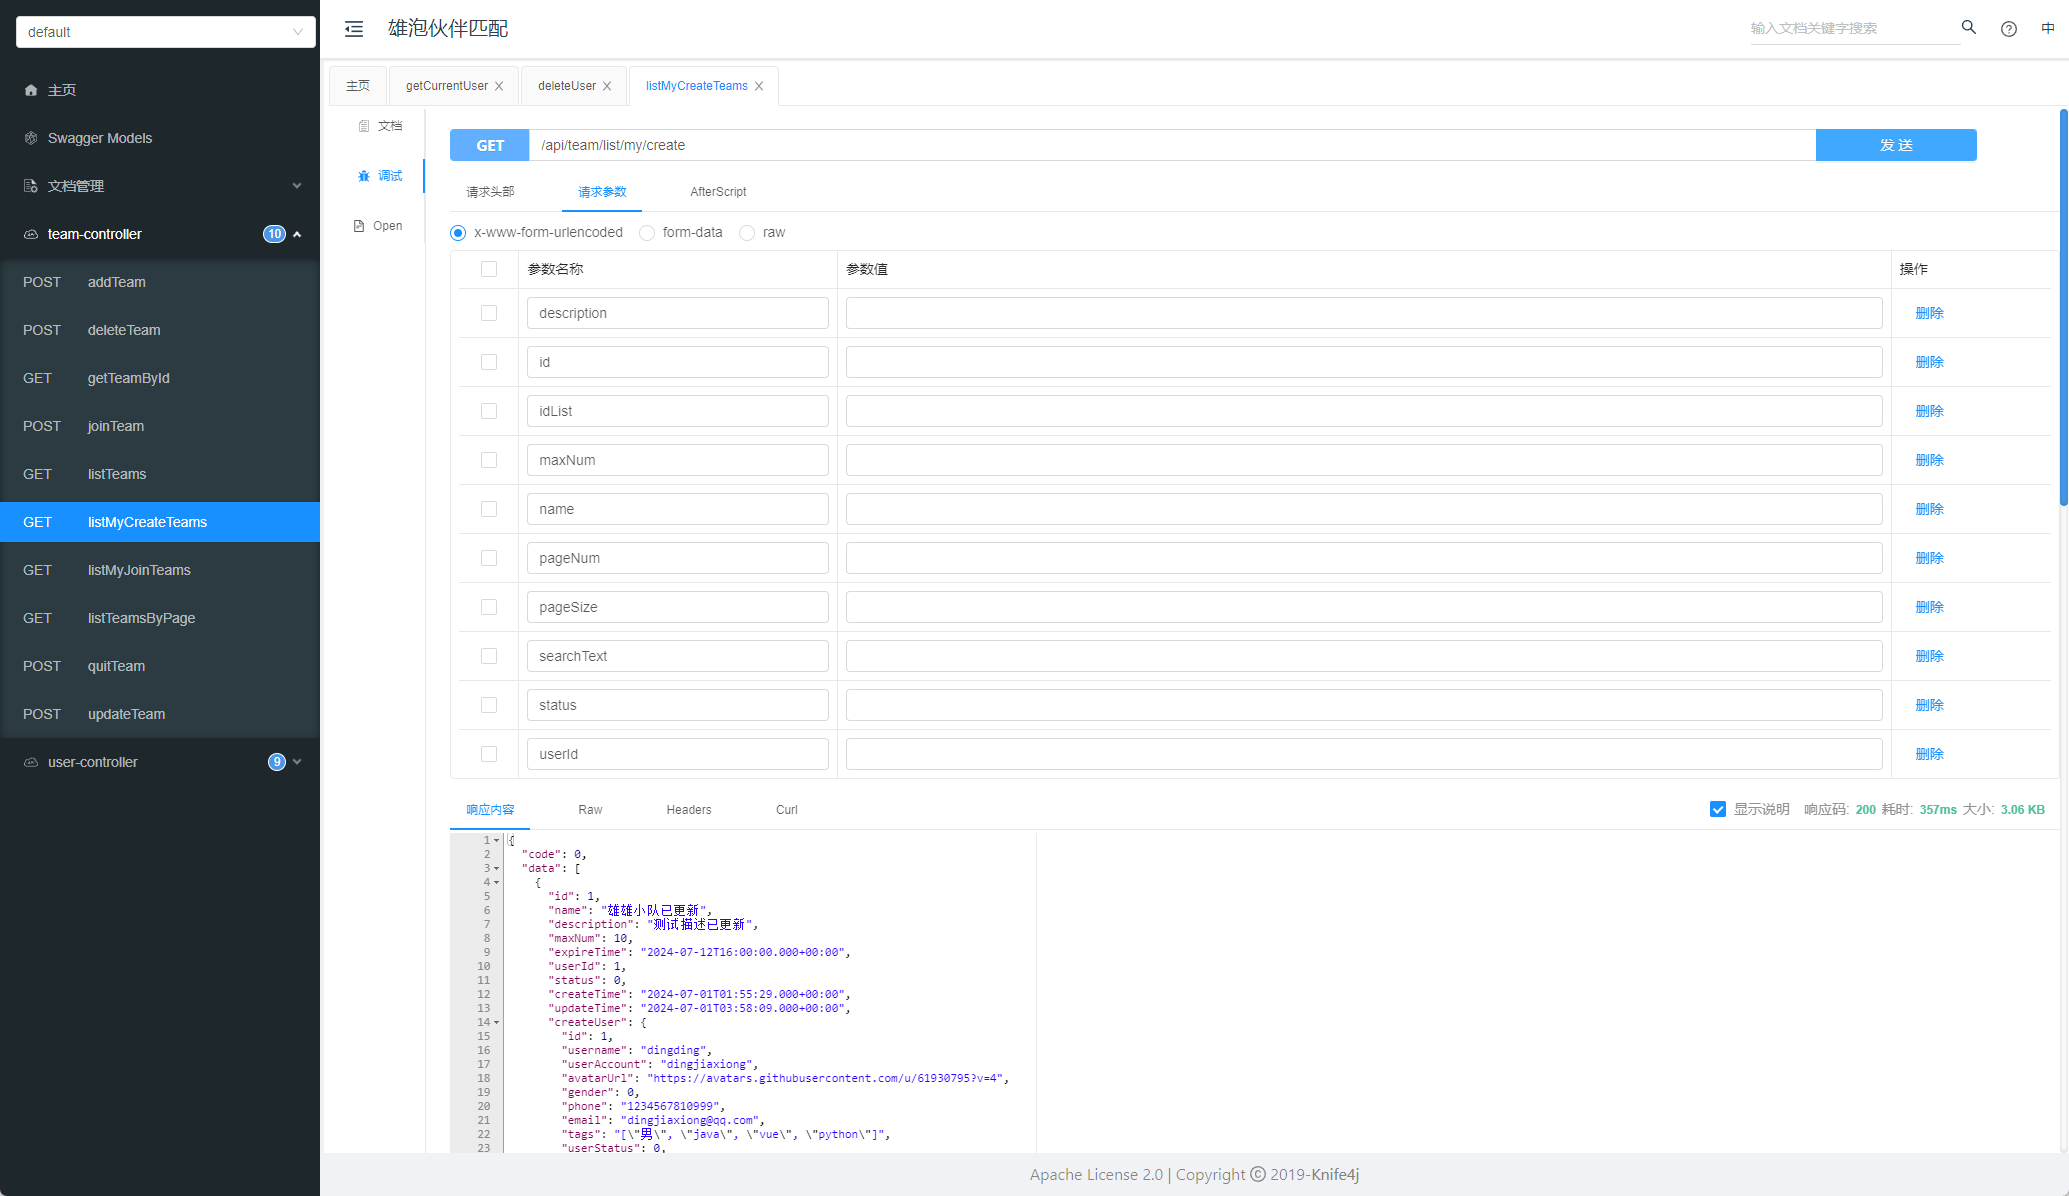 default
雄泡伙伴匹配
输入文档关键字搜索
中
主页
Swagger Models
文档管理
team-controller 10
POST addTeam
POST deleteTeam
GET getTeamById
POST joinTeam
GET listTeams
GET listMyCreateTeams
GET listMyJoinTeams
GET listTeamsByPage
POST quitTeam
POST updateTeam
user-controller 9
主页 getCurrentUser deleteUser listMyCreateTeams
文档
调试
Open
GET /api/team/list/my/create 发送
请求头部 请求参数 AfterScript
x-www-form-urlencoded form-data raw
参数名称 参数值 操作
description 删除
id 删除
idList 删除
maxNum 删除
name 删除
pageNum 删除
pageSize 删除
searchText 删除
status 删除
userId 删除
响应内容 Raw Headers Curl 显示说明 响应码: 200 耗时: 357ms 大小: 3.06 KB
1 {
2 "code": 0,
3 "data": [
4 {
5 "id": 1,
6 "name": "雄雄小队已更新",
7 "description": "测试描述已更新",
8 "maxNum": 10,
9 "expireTime": "2024-07-12T16:00:00.000+00:00",
10 "userId": 1,
11 "status": 0,
12 "createTime": "2024-07-01T01:55:29.000+00:00",
13 "updateTime": "2024-07-01T03:58:09.000+00:00",
14 "createUser": {
15 "id": 1,
16 "username": "dingding",
17 "userAccount": "dingjiaxiong",
18 "avatarUrl": "https://avatars.githubusercontent.com/u/61930795?v=4",
19 "gender": 0,
20 "phone": "1234567810999",
21 "email": "dingjiaxiong@qq.com",
22 "tags": "[\"男\", \"java\", \"vue\", \"python\"]",
23 "userStatus": 0,
Apache License 2.0 | Copyright © 2019-Knife4j